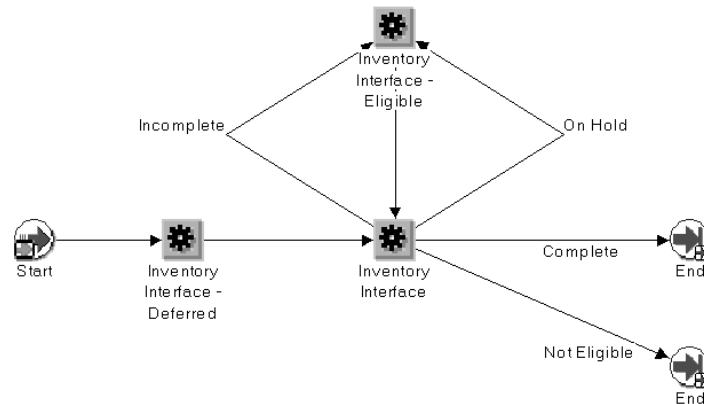 Inventory
Interface -
Eligible
Incomplete
On Hold
Start
Inventory
Interface -
Deferred
Inventory
Interface
Complete
End
Not Eligible
End